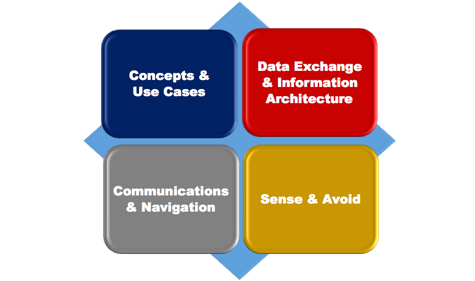 Concepts &
Use Cases
Data Exchange
& Information
Architecture
Communications
& Navigation
Sense & Avoid